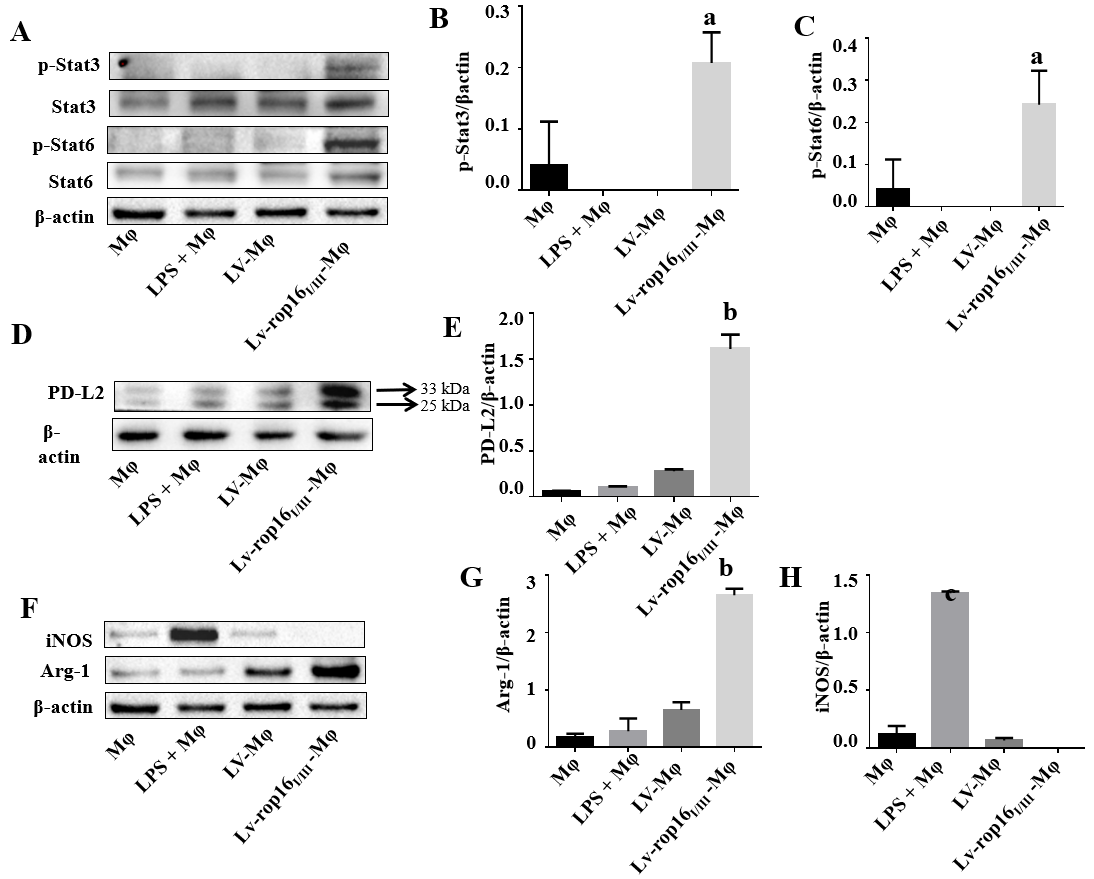 A
p-Stat3
Stat3
p-Stat6
Stat6
β-actin
Mφ
LPS + Mφ
LV-Mφ
Lv-rop16I/III-Mφ
B
p-Stat3/βactin
0.3
0.2
0.1
0.0
a
Mφ
LPS + Mφ
LV-Mφ
Lv-rop16I/III-Mφ
C
p-Stat6/β-actin
0.4
0.3
0.2
0.1
0.0
a
Mφ
LPS + Mφ
LV-Mφ
Lv-rop16I/III-Mφ
D
PD-L2
33 kDa
25 kDa
β-
actin
Mφ
LPS + Mφ
LV-Mφ
Lv-rop16I/III-Mφ
E
PD-L2/β-actin
2.0
1.5
1.0
0.5
0.0
b
Mφ
LPS + Mφ
LV-Mφ
Lv-rop16I/III-Mφ
F
iNOS
Arg-1
β-actin
Mφ
LPS + Mφ
LV-Mφ
Lv-rop16I/III-Mφ
G
Arg-1/β-actin
3
2
1
0
b
Mφ
LPS + Mφ
LV-Mφ
Lv-rop16I/III-Mφ
H
iNOS/β-actin
1.5
1.0
0.5
0.0
c
Mφ
LPS + Mφ
LV-Mφ
Lv-rop16I/III-Mφ